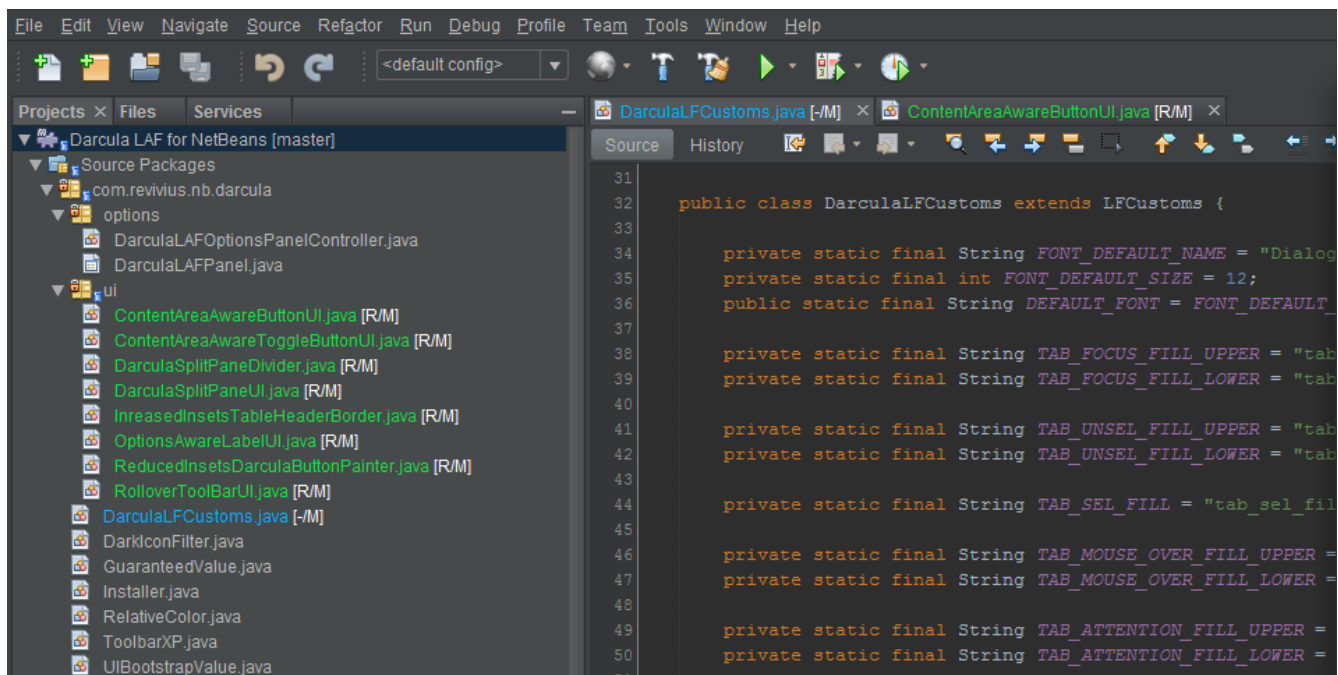 File Edit View Navigate Source Refactor Run Debug Profile Team Tools Window Help
<default config>
Projects Files Services
Darcula LAF for NetBeans [master]
Source Packages
com.revivius.nb.darcula
options
DarculaLAFOptionsPanelController.java
DarculaLAFPanel.java
ui
ContentAreaAwareButtonUI.java [R/M]
ContentAreaAwareToggleButtonUI.java [R/M]
DarculaSplitPaneDivider.java [R/M]
DarculaSplitPaneUI.java [R/M]
InreasedInsetsTableHeaderBorder.java [R/M]
OptionsAwareLabelUI.java [R/M]
ReducedInsetsDarculaButtonPainter.java [R/M]
RolloverToolBarUI.java [R/M]
DarculaLFCustoms.java [-/M]
DarkIconFilter.java
GuaranteedValue.java
Installer.java
RelativeColor.java
ToolbarXP.java
UIBootstrapValue.java
DarculaLFCustoms.java [-/M] ContentAreaAwareButtonUI.java [R/M]
Source History
31
32 public class DarculaLFCustoms extends LFCustoms {
33
34 private static final String FONT_DEFAULT_NAME = "Dialog
35 private static final int FONT_DEFAULT_SIZE = 12;
36 public static final String DEFAULT_FONT = FONT_DEFAULT_
37
38 private static final String TAB_FOCUS_FILL_UPPER = "tab
39 private static final String TAB_FOCUS_FILL_LOWER = "tab
40
41 private static final String TAB_UNSEL_FILL_UPPER = "tab
42 private static final String TAB_UNSEL_FILL_LOWER = "tab
43
44 private static final String TAB_SEL_FILL = "tab_sel_fil
45
46 private static final String TAB_MOUSE_OVER_FILL_UPPER =
47 private static final String TAB_MOUSE_OVER_FILL_LOWER =
48
49 private static final String TAB_ATTENTION_FILL_UPPER =
50 private static final String TAB_ATTENTION_FILL_LOWER =